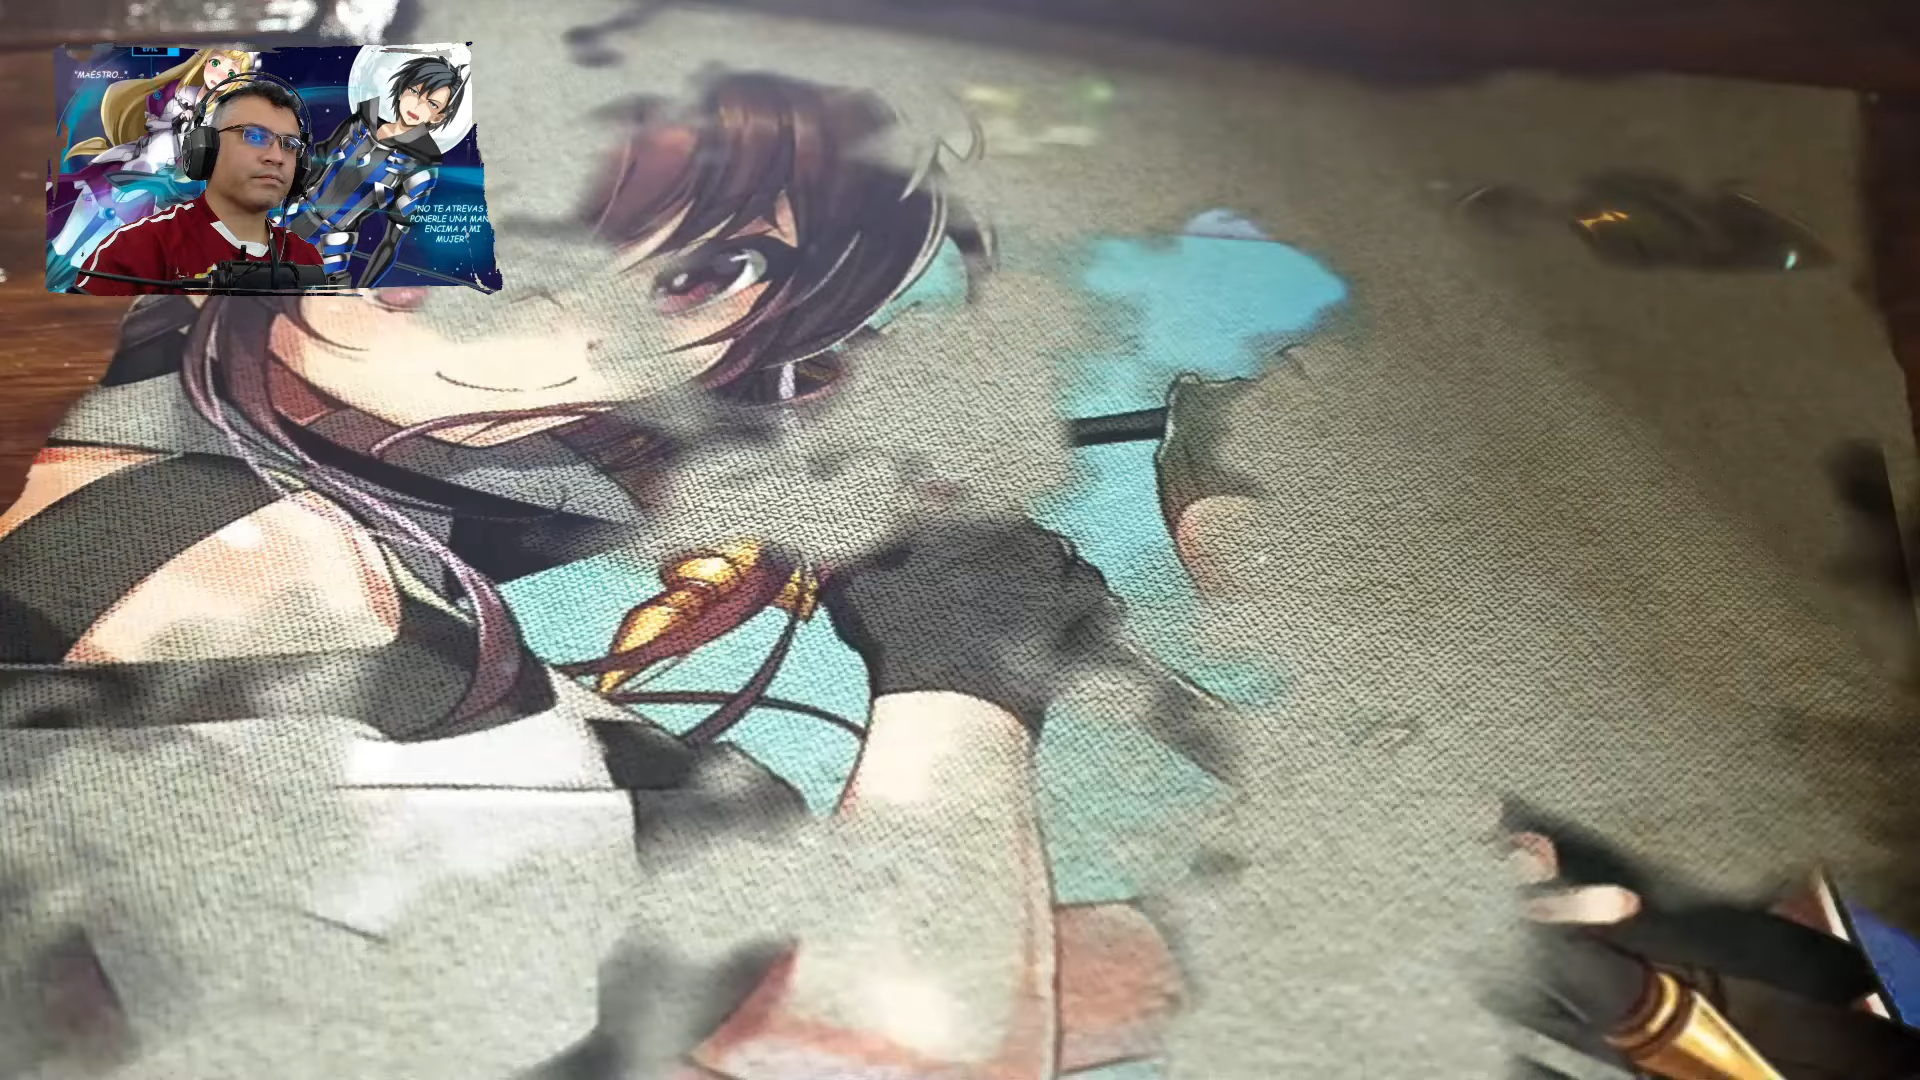 "MAESTRO..."
"NO TE ATREVAS
PONERLE UNA MAN
ENCIMA A MI
MUJER".